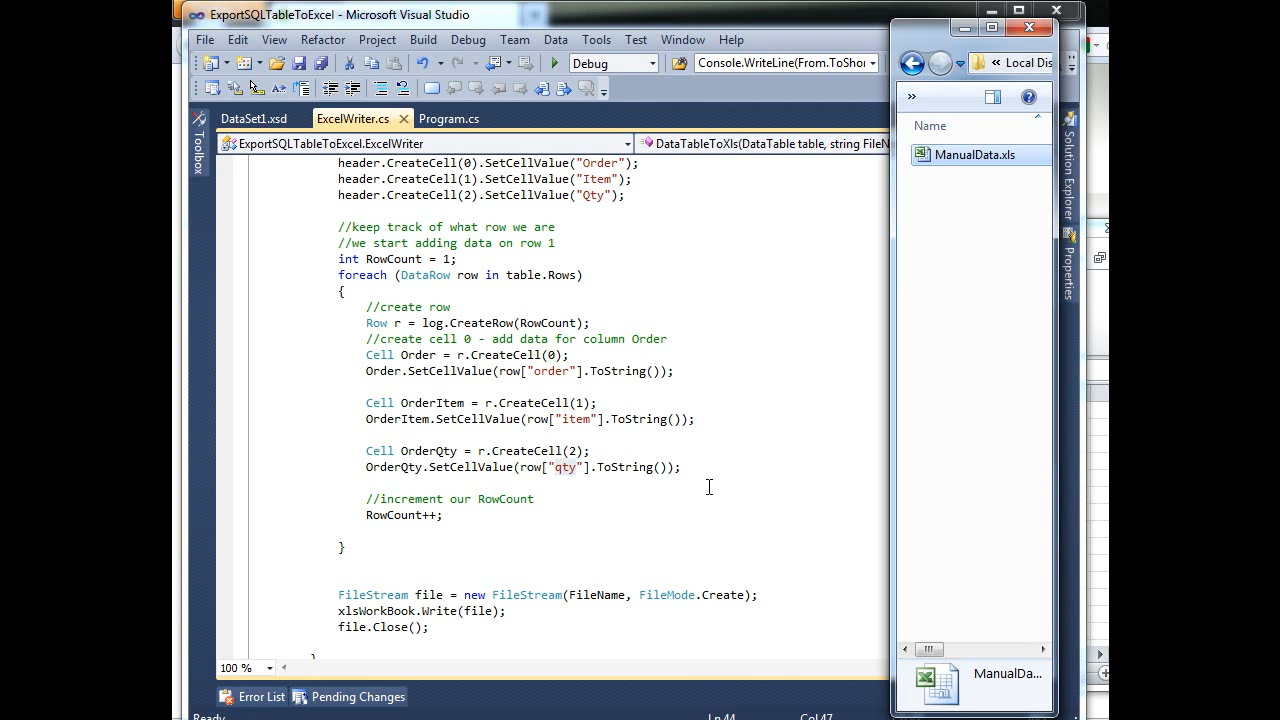 ExportSQLTableToExcel - Microsoft Visual Studio
File Edit View Refactor Project Build Debug Team Data Tools Test Window Help
Debug Console.WriteLine(From.ToShor
DataSet1.xsd ExcelWriter.cs Program.cs
ExportSQLTableToExcel.ExcelWriter DataTableToXls(DataTable table, string FileN
Toolbox
header.CreateCell(0).SetCellValue("Order");
header.CreateCell(1).SetCellValue("Item");
header.CreateCell(2).SetCellValue("Qty");
//keep track of what row we are
//we start adding data on row 1
int RowCount = 1;
foreach (DataRow row in table.Rows)
{
//create row
Row r = log.CreateRow(RowCount);
//create cell 0 - add data for column Order
Cell Order = r.CreateCell(0);
Order.SetCellValue(row["order"].ToString());
Cell OrderItem = r.CreateCell(1);
OrderItem.SetCellValue(row["item"].ToString());
Cell OrderQty = r.CreateCell(2);
OrderQty.SetCellValue(row["qty"].ToString());
//increment our RowCount
RowCount++;
}
FileStream file = new FileStream(FileName, FileMode.Create);
xlsWorkBook.Write(file);
file.Close();
}
100 %
Error List Pending Changes
Ready Ln 44 Col 47
« Local Dis
»
Name
ManualData.xls
ManualDa...
Solution Explorer
Properties